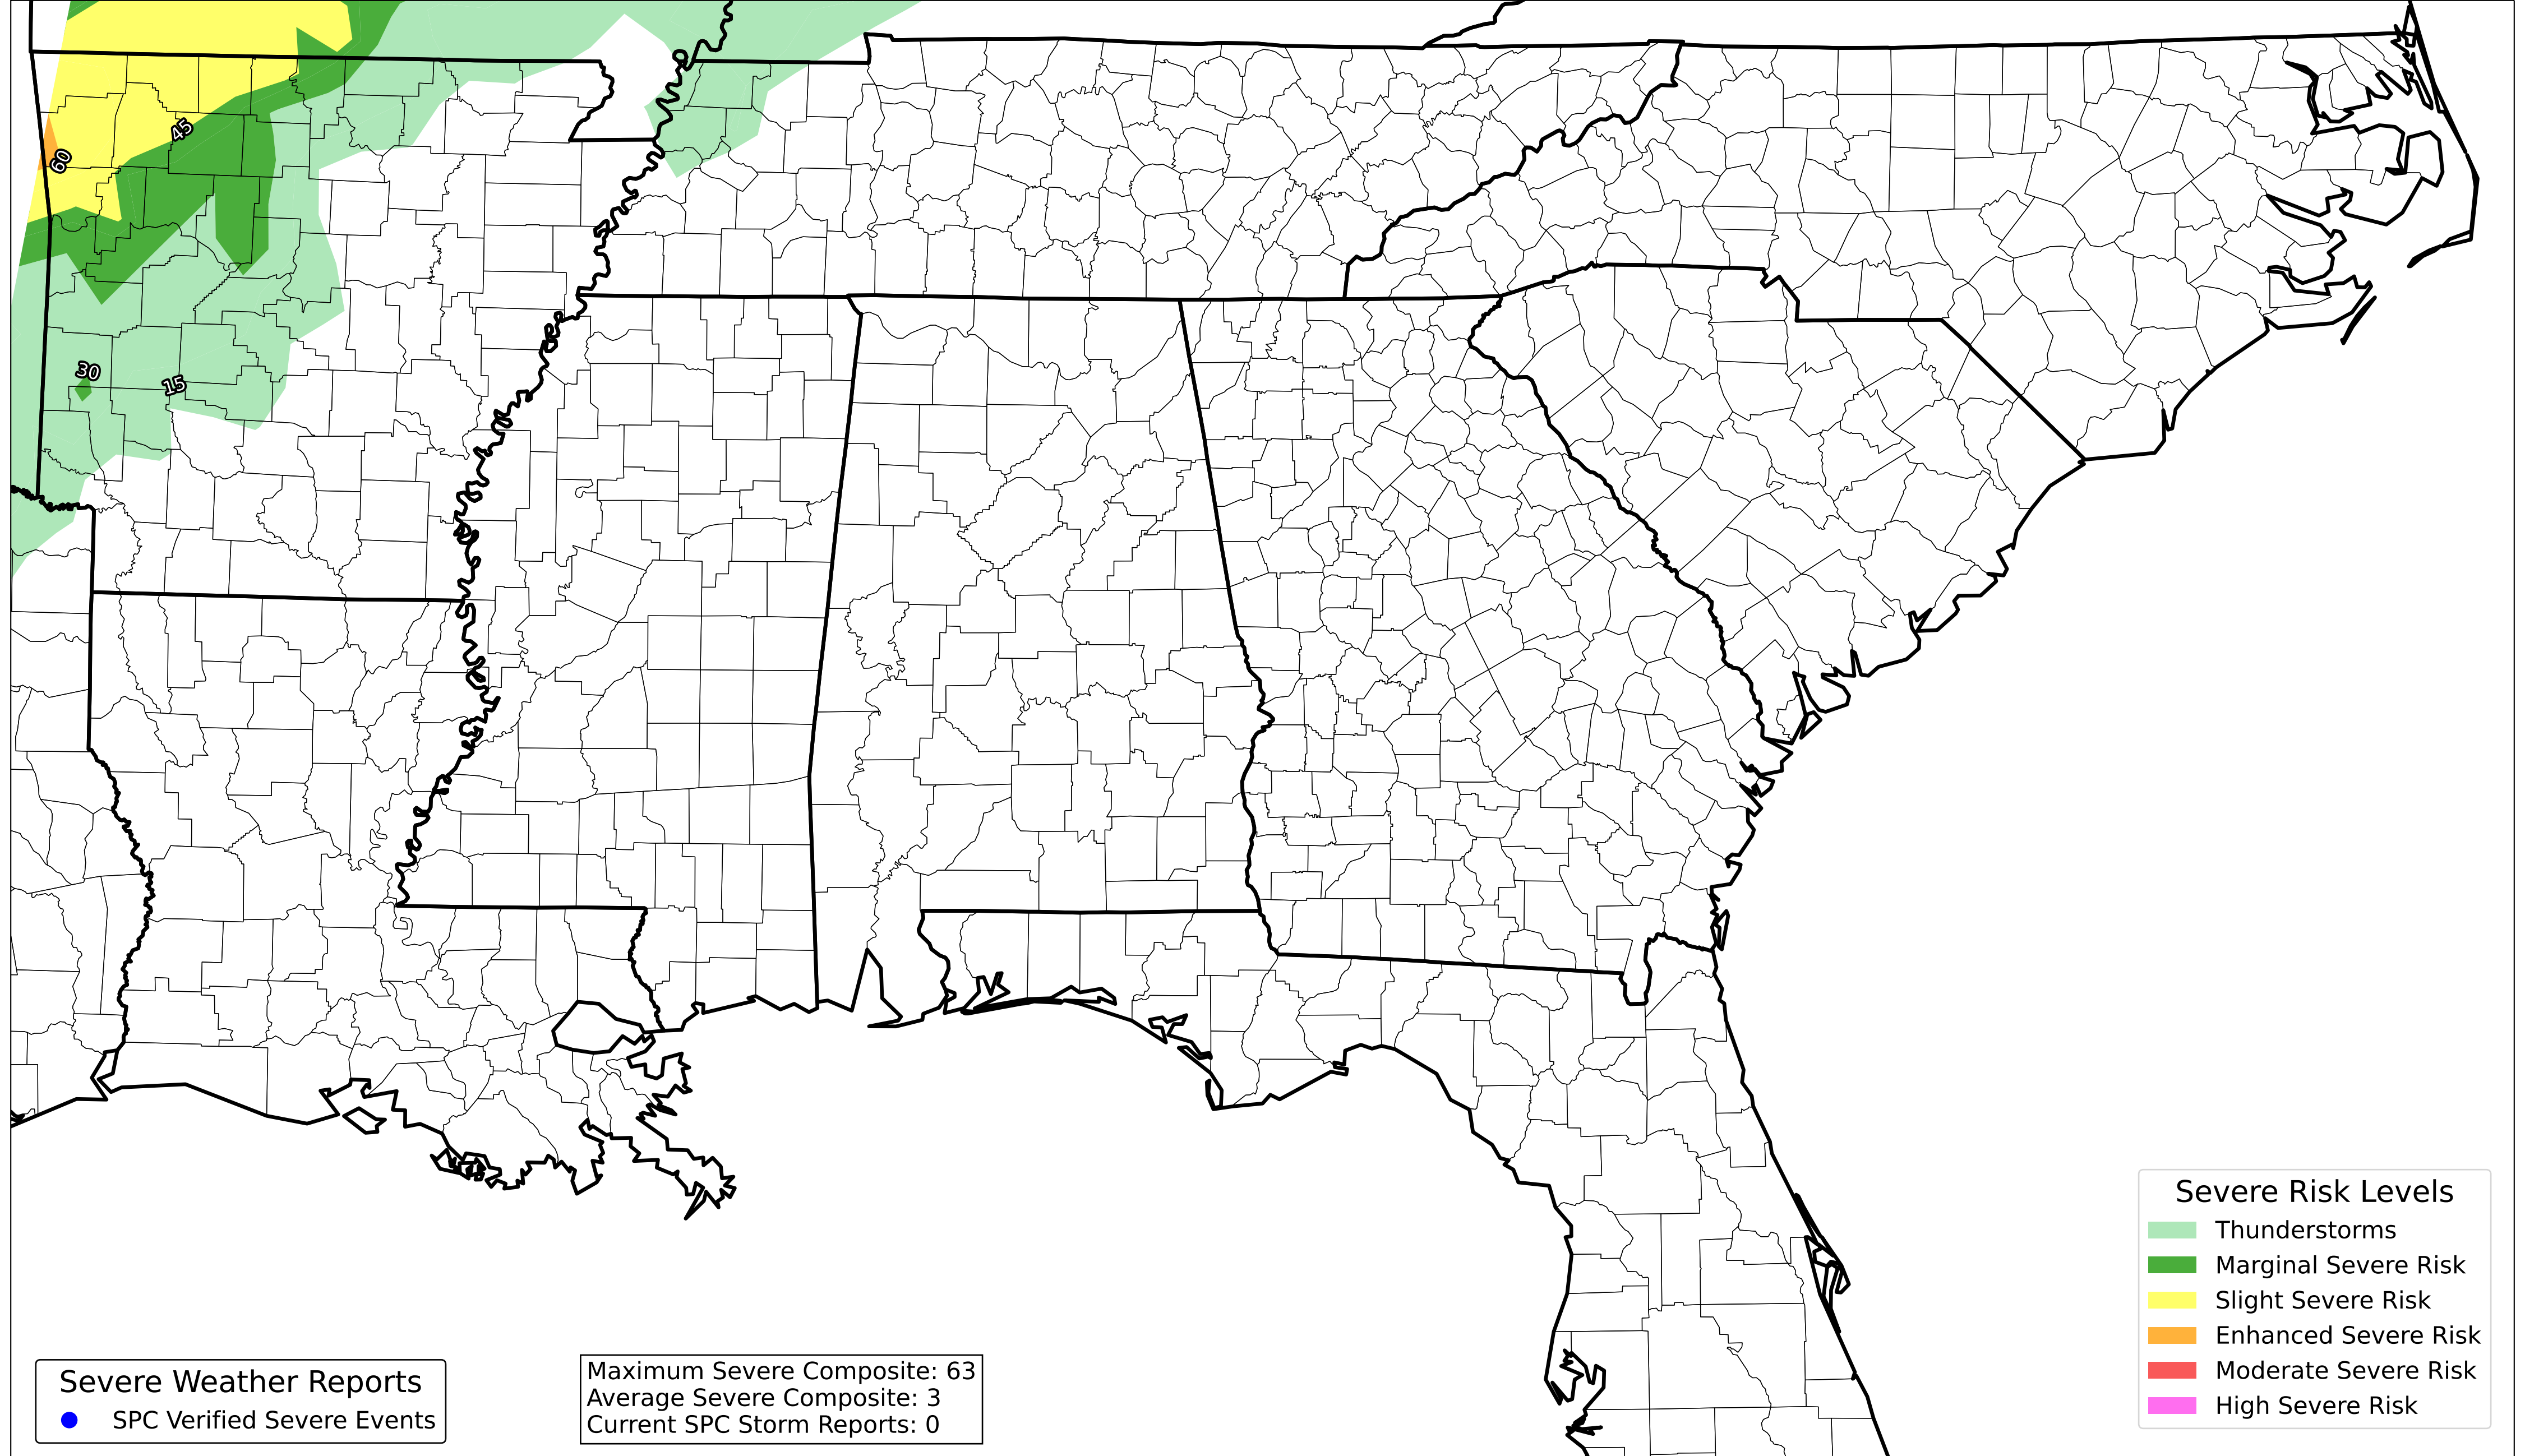 45
60
30
15
Severe Risk Levels
Thunderstorms
Marginal Severe Risk
Slight Severe Risk
Enhanced Severe Risk
Moderate Severe Risk
High Severe Risk
Severe Weather Reports
SPC Verified Severe Events
Maximum Severe Composite: 63
Average Severe Composite: 3
Current SPC Storm Reports: 0